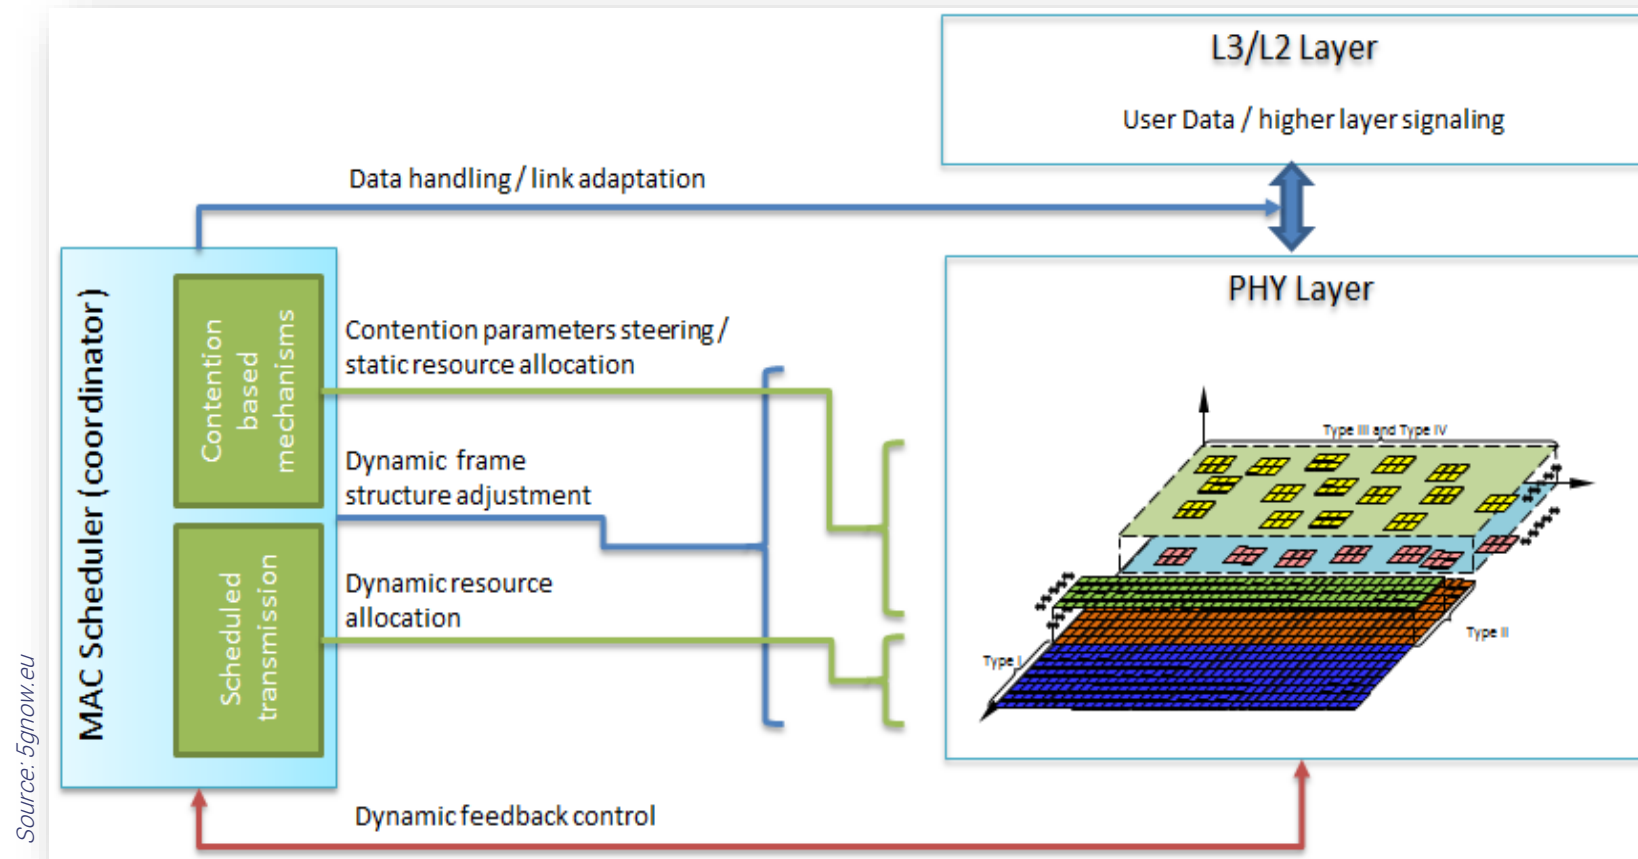 L3/L2 Layer
User Data / higher layer signaling
Data handling / link adaptation
PHY Layer
MAC Scheduler (coordinator)
Contention
based
mechanisms
Contention parameters steering /
static resource allocation
Dynamic frame
structure adjustment
Scheduled
transmission
Dynamic resource
allocation
Type III and Type IV
Type II
Type I
Dynamic feedback control
Source: 5gnow.eu